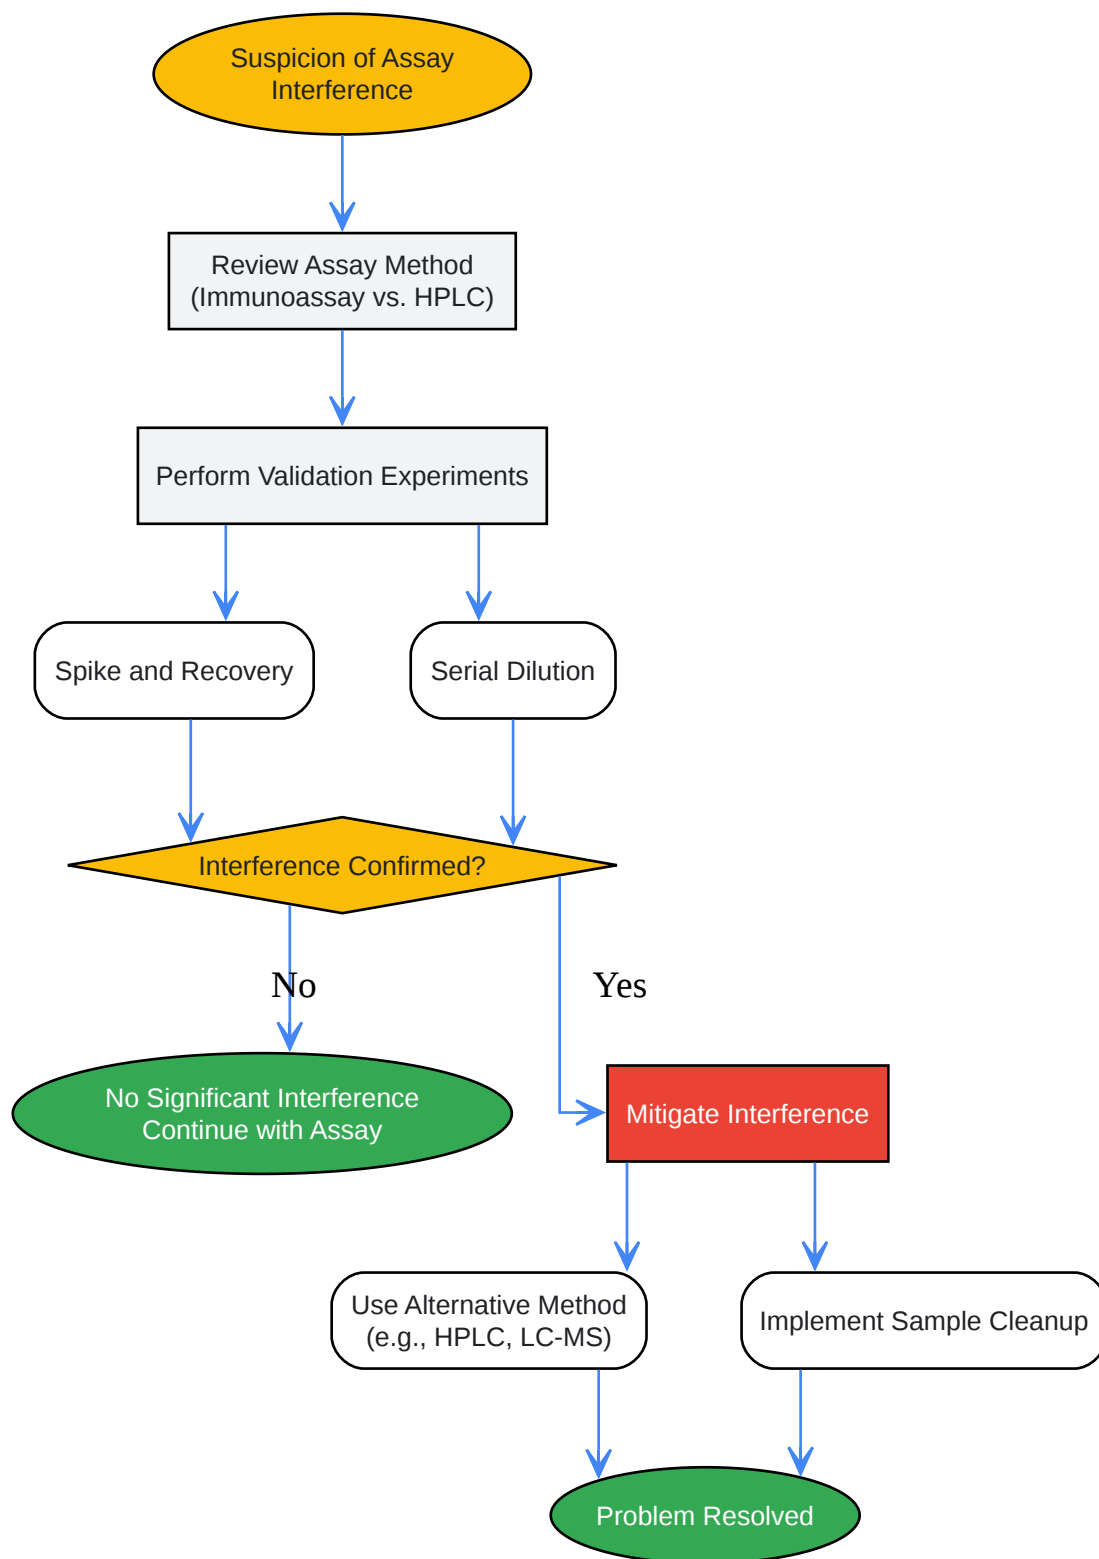 Suspicion of Assay
Interference
Review Assay Method
(Immunoassay vs. HPLC)
Perform Validation Experiments
Spike and Recovery
Serial Dilution
Interference Confirmed?
No
Yes
No Significant Interference
Continue with Assay
Mitigate Interference
Use Alternative Method
(e.g., HPLC, LC-MS)
Implement Sample Cleanup
Problem Resolved